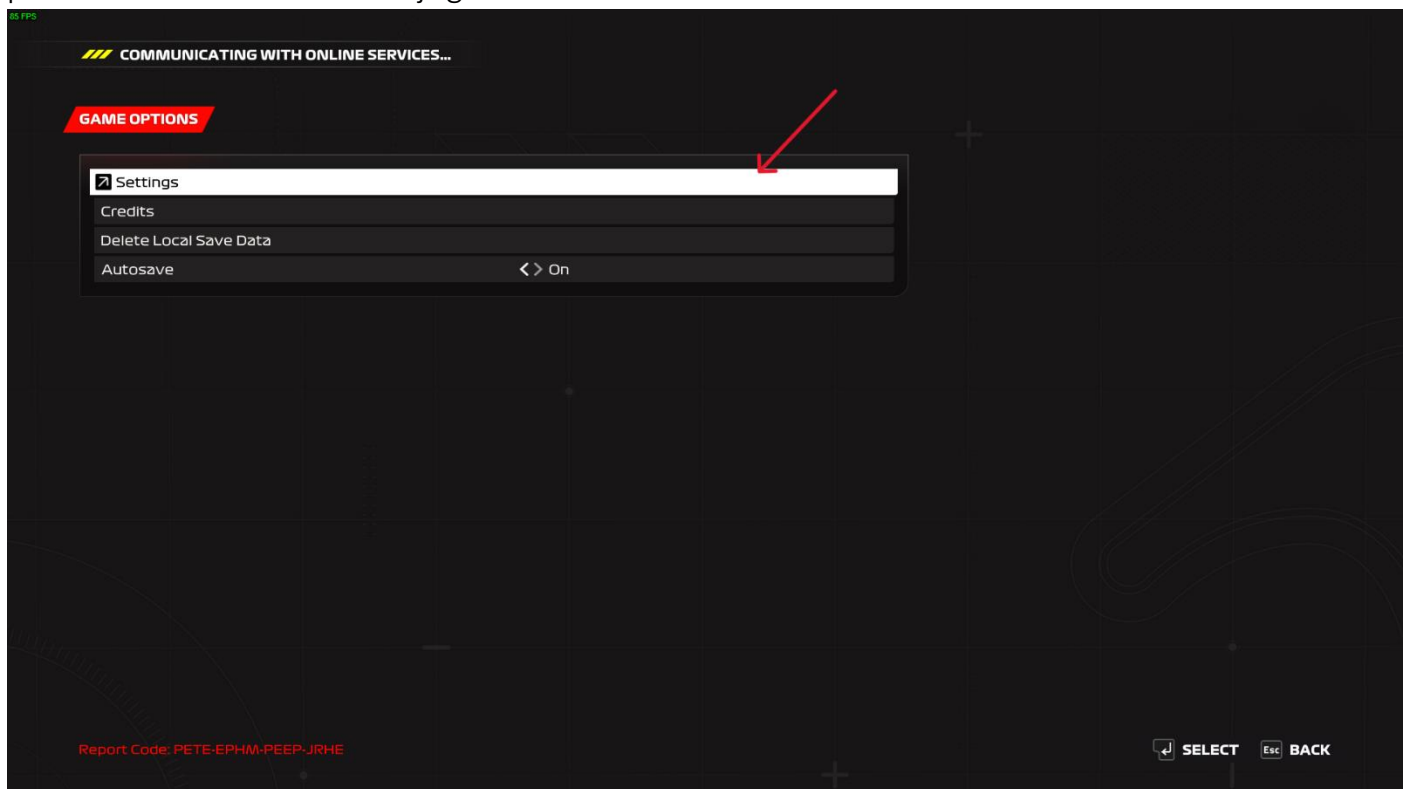 85 FPS
COMMUNICATING WITH ONLINE SERVICES...
GAME OPTIONS
Settings
Credits
Delete Local Save Data
Autosave < > On
Report Code: PETE-EPHM-PEEP-JRHE
SELECT Esc BACK